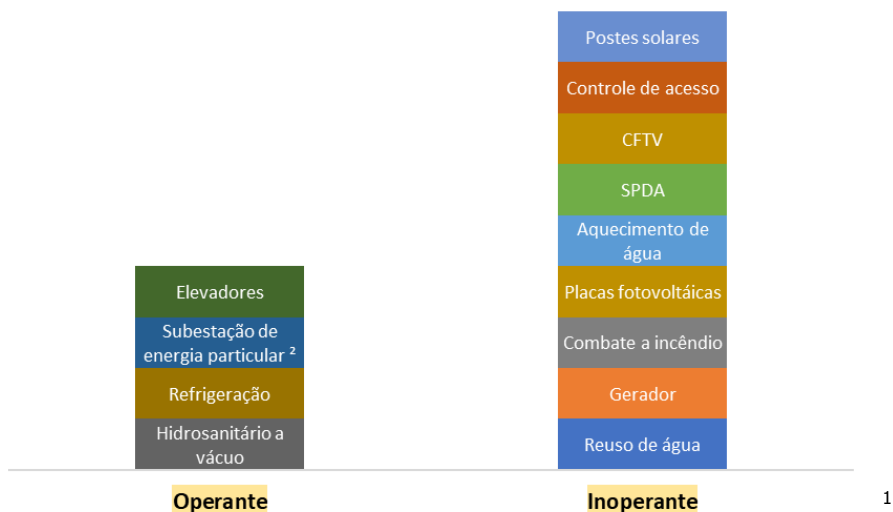 Postes solares
Controle de acesso
CFTV
SPDA
Aquecimento de
água
Elevadores
Placas fotovoltáicas
Subestação de
energia particular ²
Combate a incêndio
Refrigeração
Gerador
Hidrosanitário a
vácuo
Reuso de água
Operante
Inoperante
1